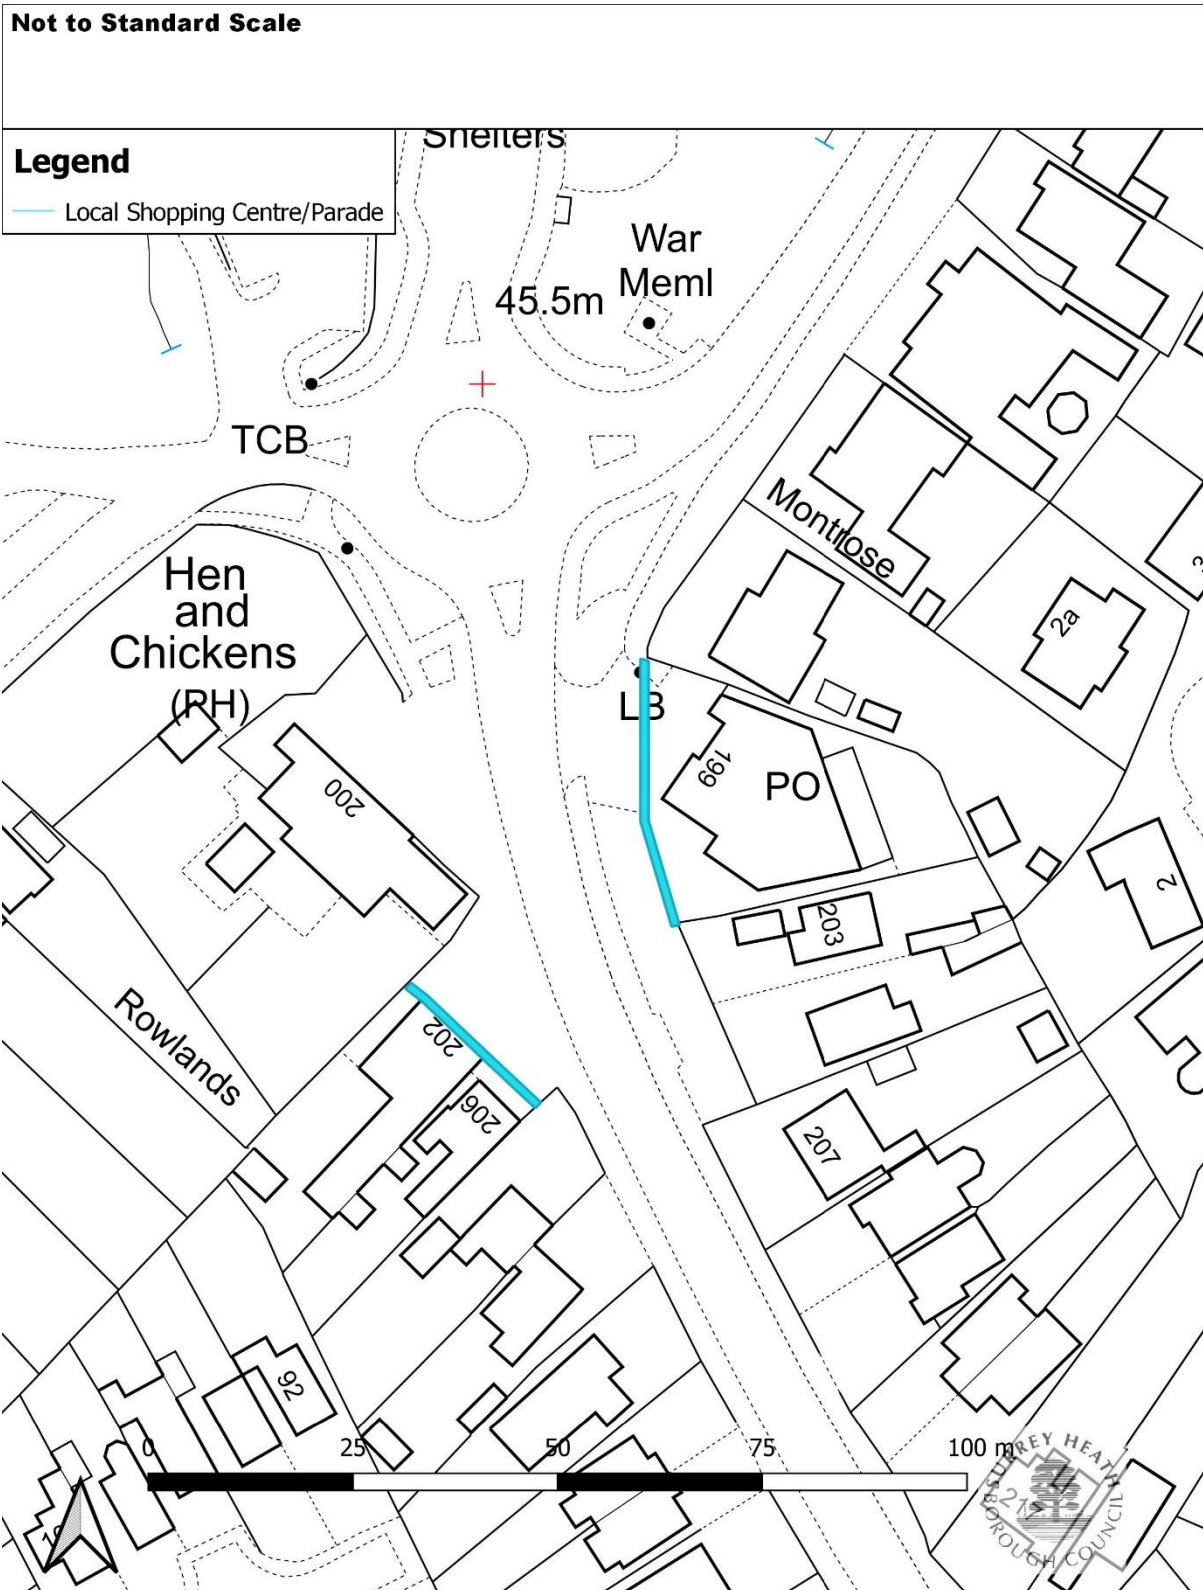 Not to Standard Scale
Legend
Local Shopping Centre/Parade
Shelters
War
Meml
45.5m
TCB
Montrose
Hen
and
Chickens
(PH)
2a
LB
199
PO
200
2
203
Rowlands
202
206
207
92
0 25 50 75 100 m
SURREY HEATH
BOROUGH COUNCIL